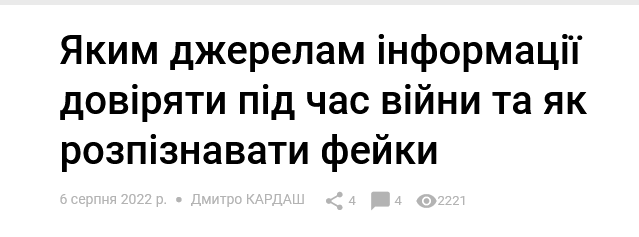 Яким джерелам інформації
довіряти під час війни та як
розпізнавати фейки
6 серпня 2022 р. • Дмитро КАРДАШ 4 4 2221